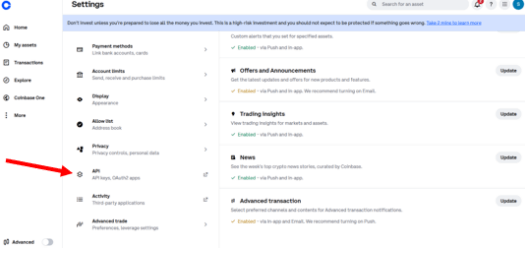 Settings
Search for an asset
Don't invest unless you're prepared to lose all the money you invest. This is a high-risk investment and you should not expect to be protected if something goes wrong. Take 2 mins to learn more
Home
My assets
Transactions
Explore
Coinbase One
More
Advanced
Payment methods
Link bank accounts, cards
Account limits
Send, receive and purchase limits
Display
Appearance
Allow list
Address book
Privacy
Privacy controls, personal data
API
API keys, OAuth2 apps
Activity
Third-party applications
Advanced trade
Preferences, leverage settings
Custom alerts that you set for specified assets.
Enabled - via Push and In-app.
Offers and Announcements
Update
Get the latest updates and offers for new products and features.
Enabled - via Push and In-app. We recommend turning on Email.
Trading Insights
Update
View trading insights for markets and assets.
Enabled - via Push and In-app.
News
Update
See the week's top crypto news stories, curated by Coinbase.
Enabled - via Push and In-app.
Advanced transaction
Update
Select preferred channels and contents for Advanced Transaction notifications.
Enabled - via In-app and Email. We recommend turning on Push.